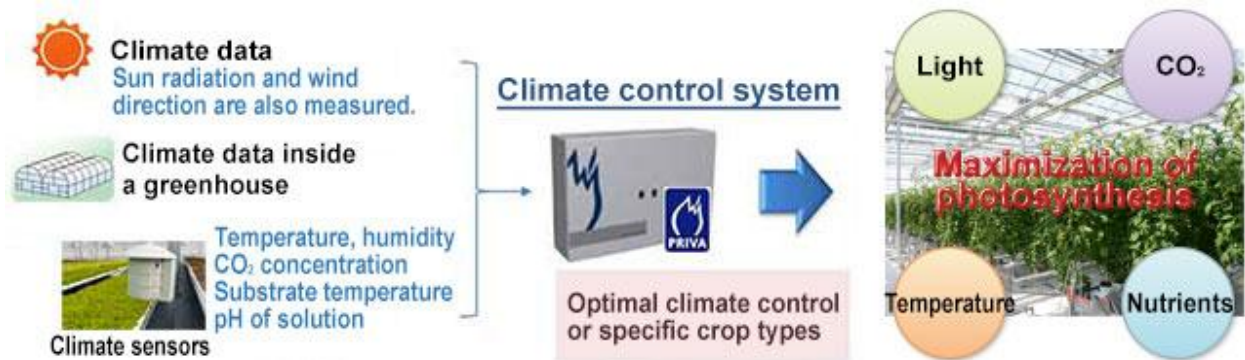 Climate data
Sun radiation and wind
direction are also measured.
Climate data inside
a greenhouse
Temperature, humidity
CO₂ concentration
Substrate temperature
pH of solution
Climate sensors
Climate control system
PRIVA
Optimal climate control
or specific crop types
Light
CO₂
Maximization of
photosynthesis
Temperature
Nutrients